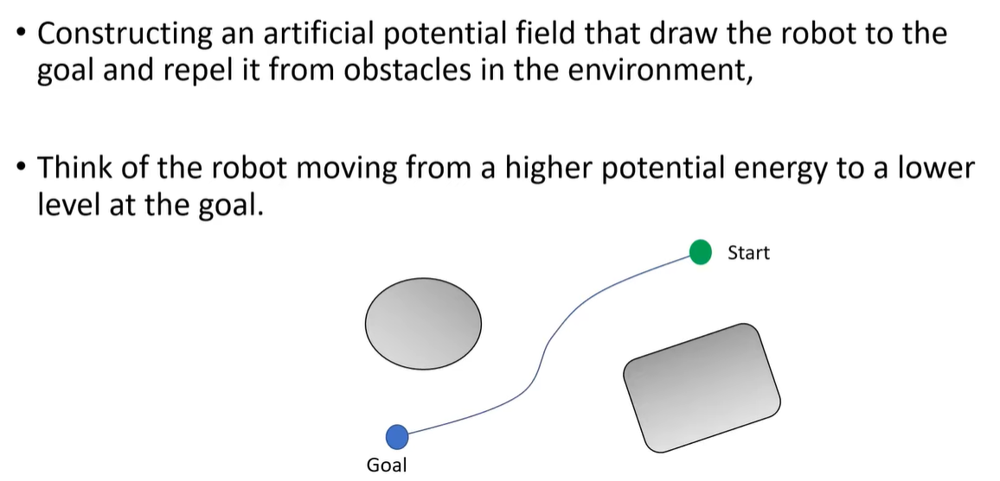 • Constructing an artificial potential field that draw the robot to the
goal and repel it from obstacles in the environment,
• Think of the robot moving from a higher potential energy to a lower
level at the goal.
Start
Goal